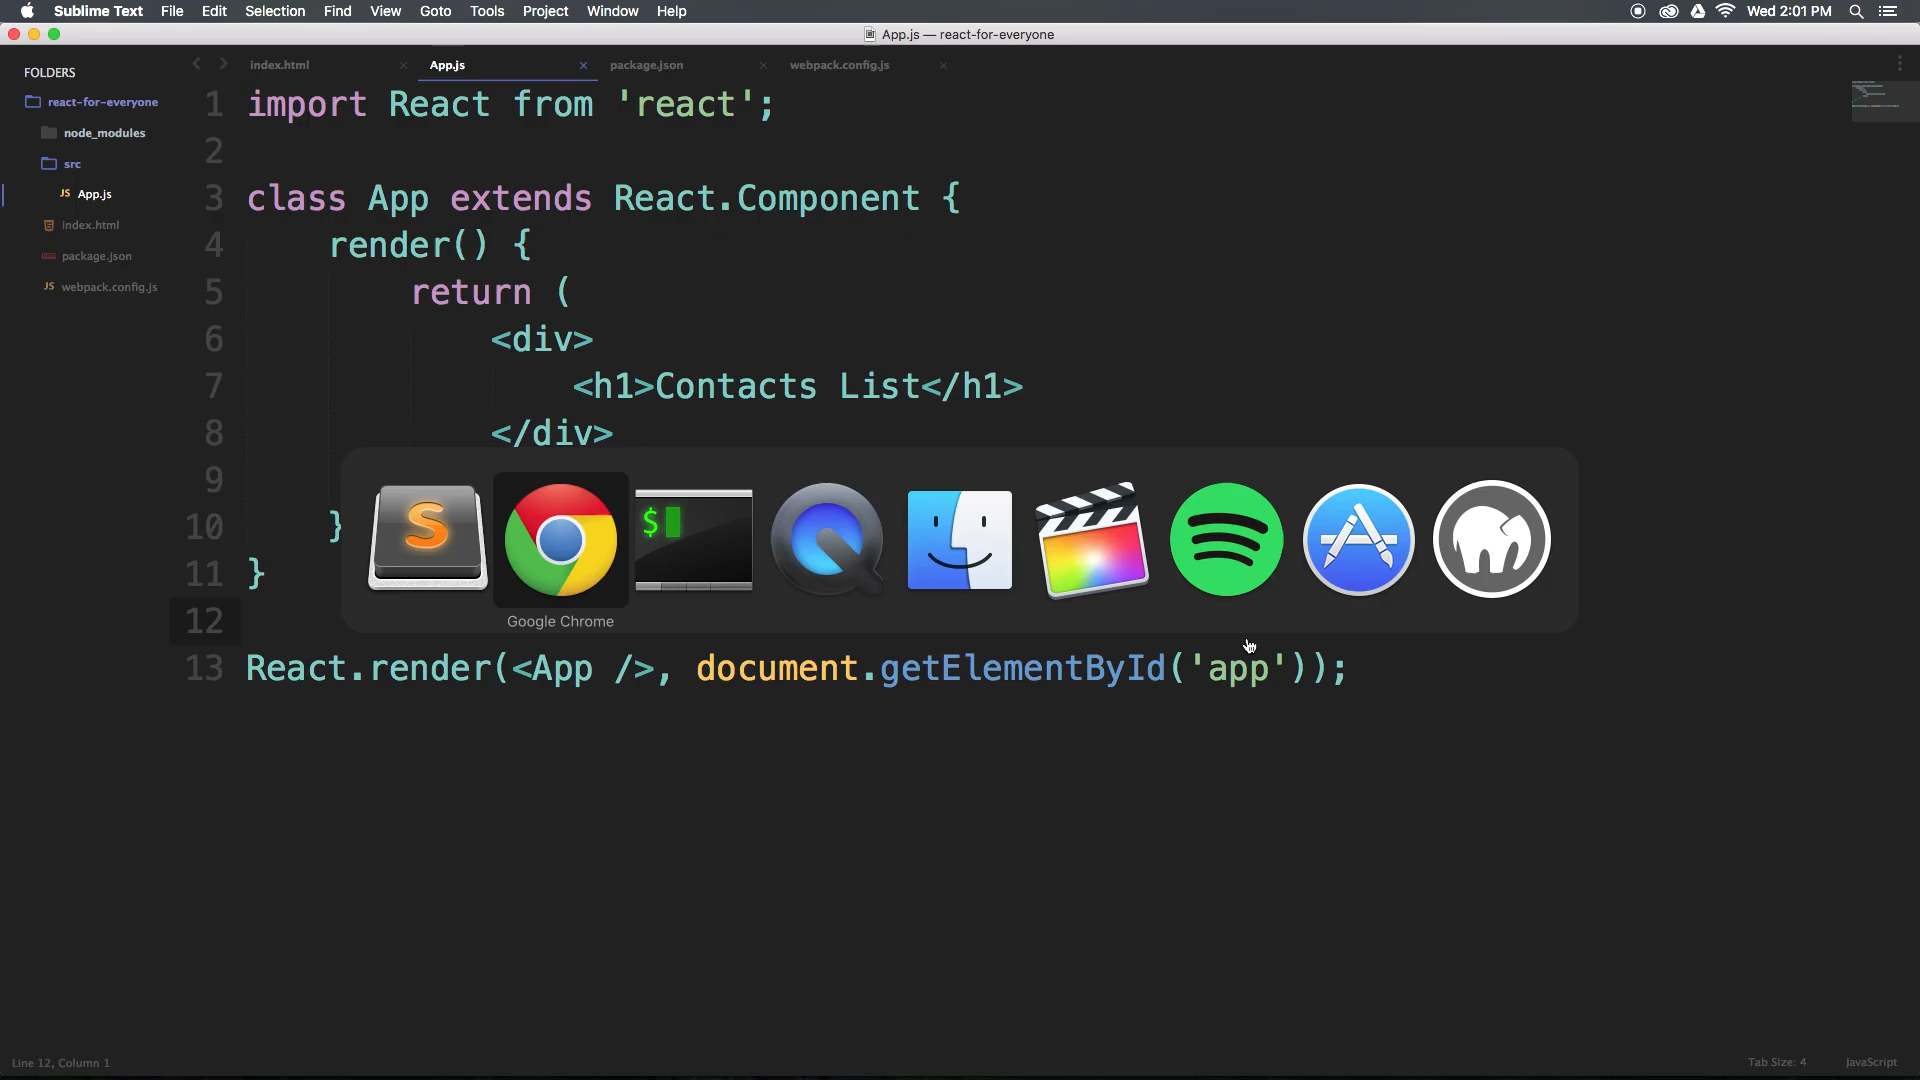 Sublime Text File Edit Selection Find View Goto Tools Project Window Help Wed 2:01 PM
App.js — react-for-everyone
FOLDERS
react-for-everyone
node_modules
src
JS App.js
index.html
package.json
JS webpack.config.js
index.html × App.js × package.json × webpack.config.js ×
1 import React from 'react';
2
3 class App extends React.Component {
4 render() {
5 return (
6 <div>
7 <h1>Contacts List</h1>
8 </div>
9
10 }
11 }
12
13 React.render(<App />, document.getElementById('app'));
S
$
Google Chrome
Line 12, Column 1 Tab Size: 4 JavaScript